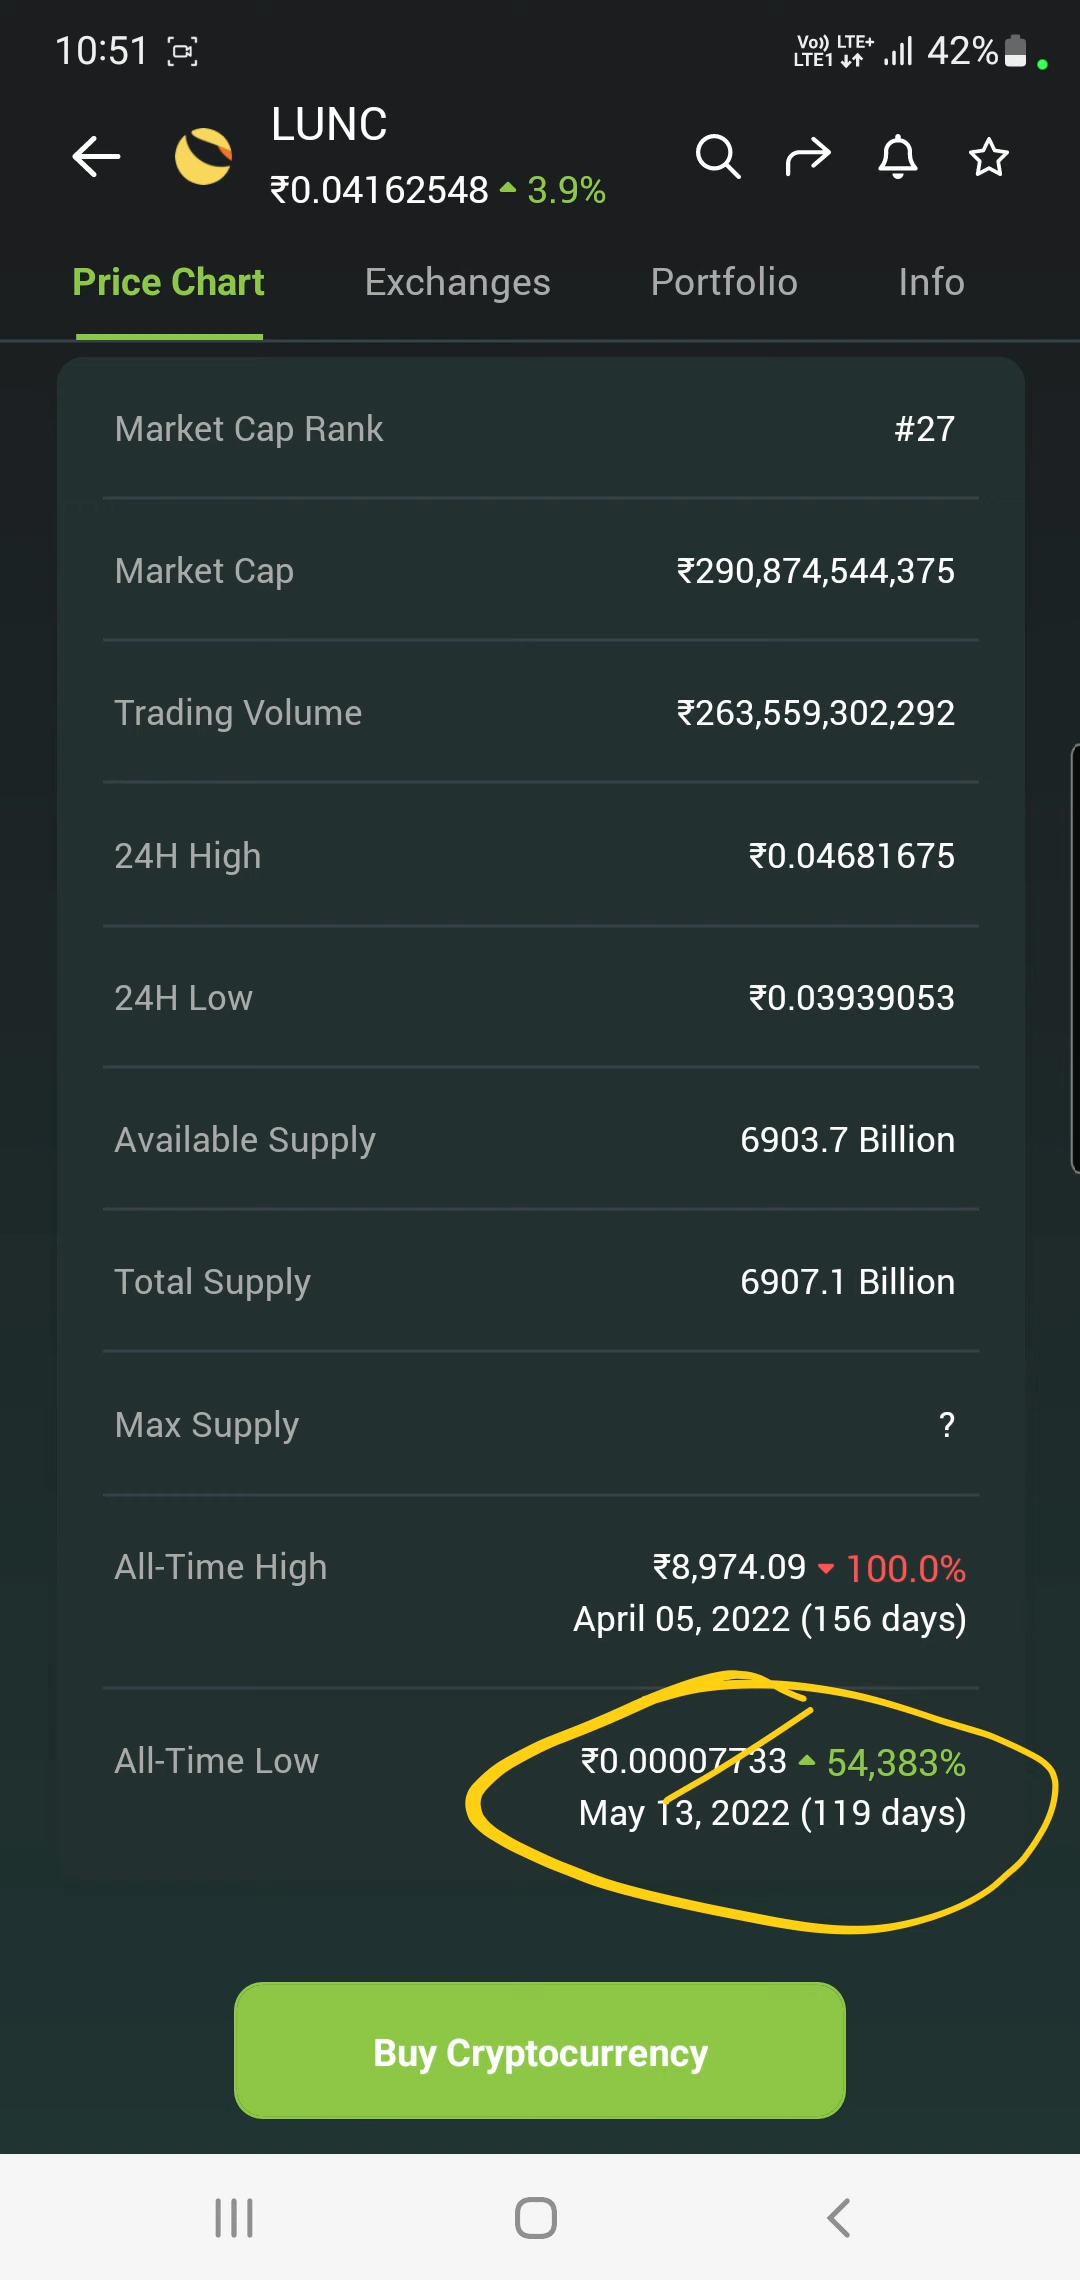 10:51 Vo)) LTE+ LTE1 42%
LUNC
₹0.04162548 3.9%
Price Chart Exchanges Portfolio Info
Market Cap Rank #27
Market Cap ₹290,874,544,375
Trading Volume ₹263,559,302,292
24H High ₹0.04681675
24H Low ₹0.03939053
Available Supply 6903.7 Billion
Total Supply 6907.1 Billion
Max Supply ?
All-Time High ₹8,974.09 100.0%
April 05, 2022 (156 days)
All-Time Low ₹0.00007733 54,383%
May 13, 2022 (119 days)
Buy Cryptocurrency